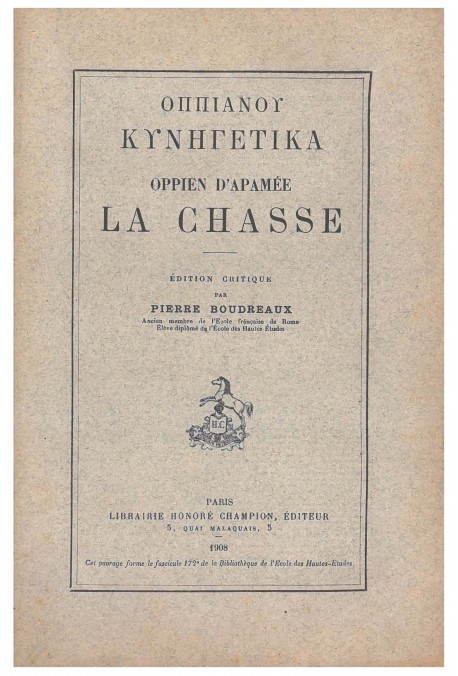 ΟΠΠΙΑΝΟΥ
ΚΥΝΗΓΕΤΙΚΑ
OPPIEN D'APAMÉE
LA CHASSE
ÉDITION CRITIQUE
PAR
PIERRE BOUDREAUX
Ancien membre de l'École française de Rome
Élève diplômé de l'École des Hautes-Études
H.C
PARIS
LIBRAIRIE HONORÉ CHAMPION, ÉDITEUR
5, QUAI MALAQUAIS, 5
1908
Cet ouvrage forme le fascicule 172e de la Bibliothèque de l'École des Hautes-Études